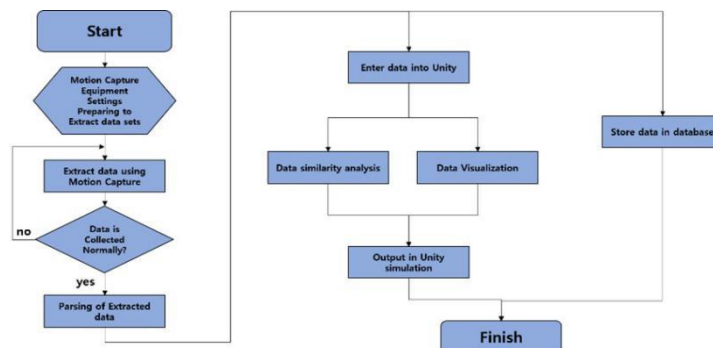 Start
Motion Capture
Equipment
Settings
Preparing to
Extract data sets
Extract data using
Motion Capture
no
Data is
Collected
Normally?
yes
Parsing of Extracted
data
Enter data into Unity
Data similarity analysis
Data Visualization
Output in Unity
simulation
Store data in database
Finish